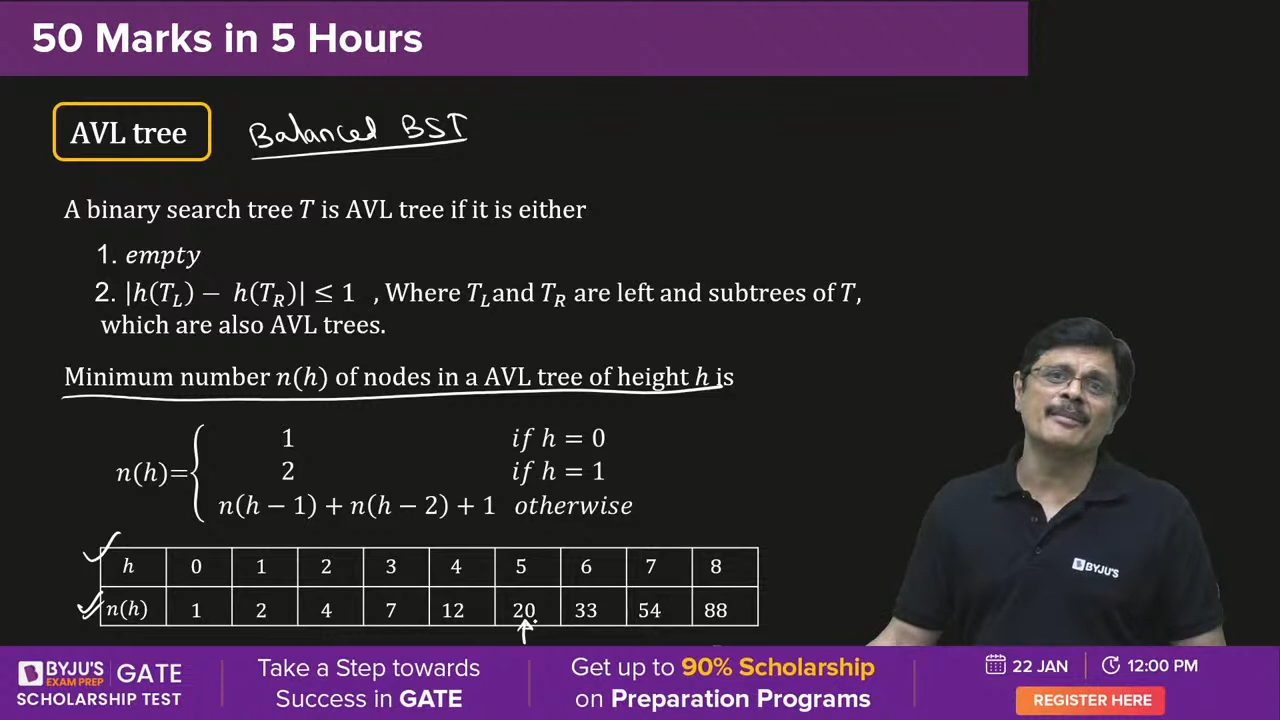 50 Marks in 5 Hours
AVL tree Balanced BST
A binary search tree T is AVL tree if it is either
1. empty
2. |h(T_L) − h(T_R)| ≤ 1 , Where T_L and T_R are left and subtrees of T,
which are also AVL trees.
Minimum number n(h) of nodes in a AVL tree of height h is
1 if h = 0
n(h)={ 2 if h = 1
n(h − 1) + n(h − 2) + 1 otherwise
h 0 1 2 3 4 5 6 7 8
n(h) 1 2 4 7 12 20 33 54 88
BYJU'S
BYJU'S EXAM PREP GATE
SCHOLARSHIP TEST
Take a Step towards
Success in GATE
Get up to 90% Scholarship
on Preparation Programs
22 JAN 12:00 PM
REGISTER HERE